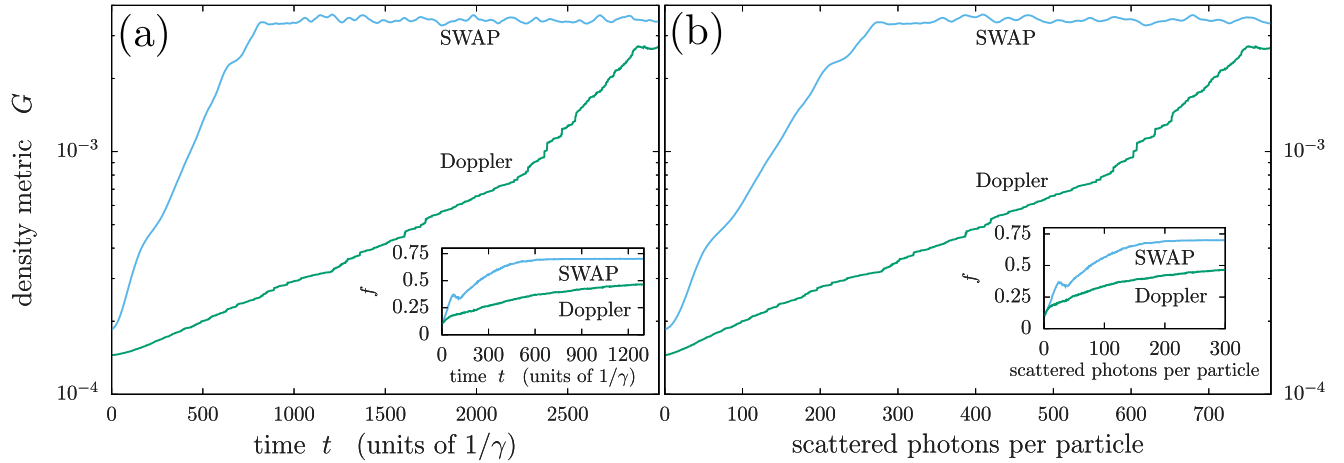 (a)
SWAP
Doppler
density metric G
10⁻³
10⁻⁴
0 500 1000 1500 2000 2500
time t (units of 1/γ)
0.75
0.5
0.25
0
f
SWAP
Doppler
0 300 600 900 1200
time t (units of 1/γ)
(b)
SWAP
Doppler
10⁻³
10⁻⁴
0 100 200 300 400 500 600 700
scattered photons per particle
0.75
0.5
0.25
0
f
SWAP
Doppler
0 100 200 300
scattered photons per particle